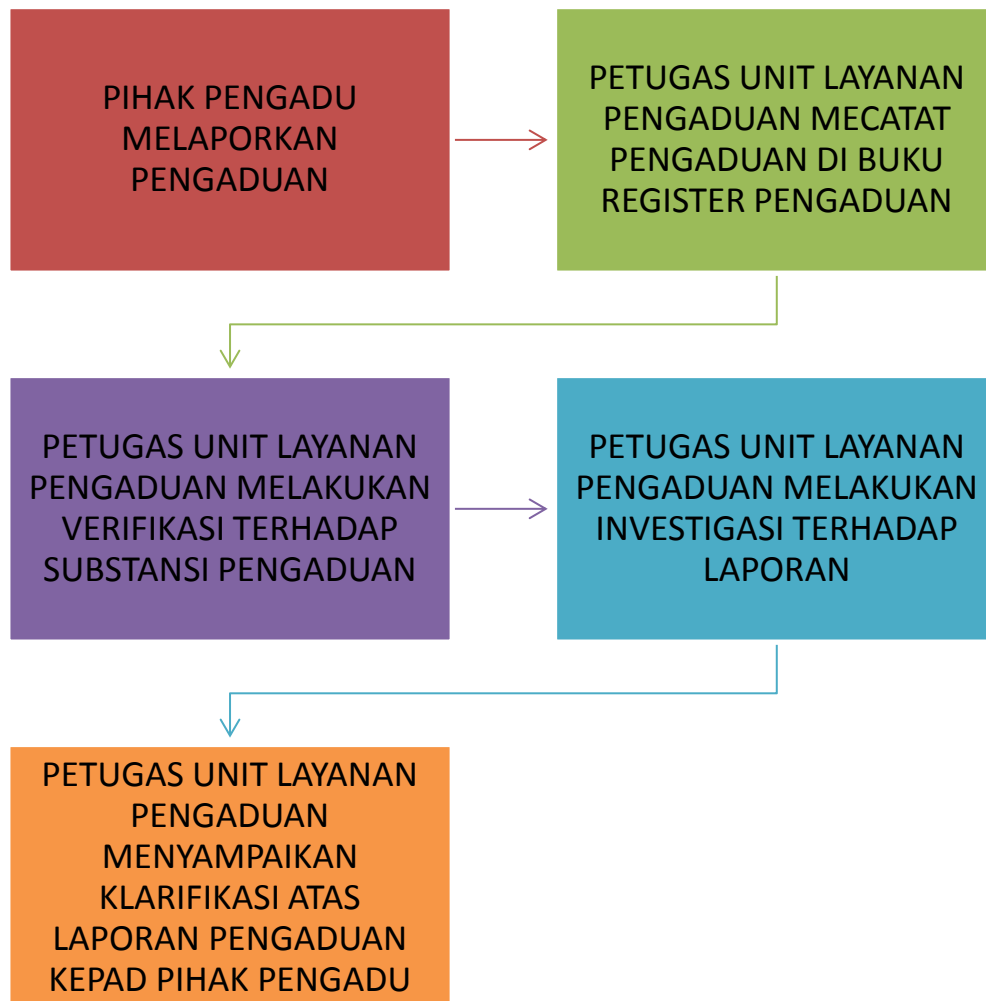 PIHAK PENGADU
MELAPORKAN
PENGADUAN
PETUGAS UNIT LAYANAN
PENGADUAN MECATAT
PENGADUAN DI BUKU
REGISTER PENGADUAN
PETUGAS UNIT LAYANAN
PENGADUAN MELAKUKAN
VERIFIKASI TERHADAP
SUBSTANSI PENGADUAN
PETUGAS UNIT LAYANAN
PENGADUAN MELAKUKAN
INVESTIGASI TERHADAP
LAPORAN
PETUGAS UNIT LAYANAN
PENGADUAN
MENYAMPAIKAN
KLARIFIKASI ATAS
LAPORAN PENGADUAN
KEPAD PIHAK PENGADU